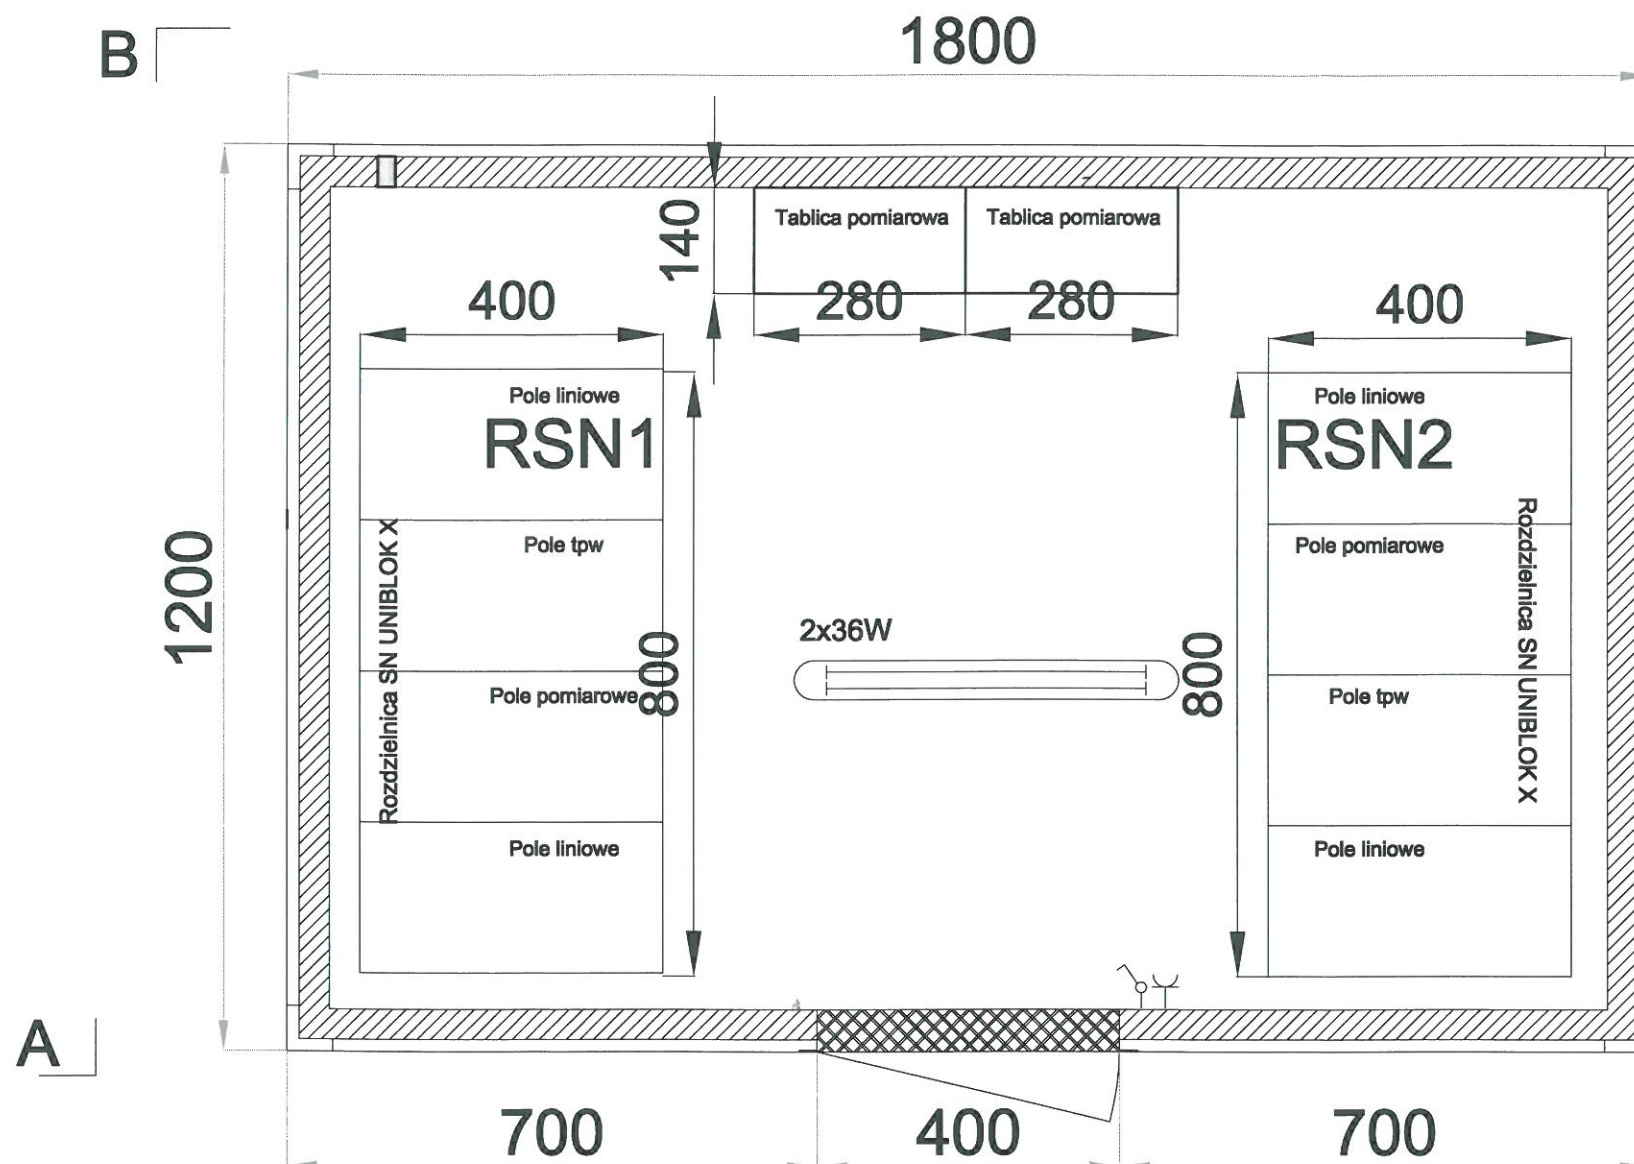 B
1800
140
Tablica pomiarowa
Tablica pomiarowa
280
280
400
400
Pole liniowe
RSN1
Pole tpw
Pole pomiarowe
Pole liniowe
Rozdzielnica SN UNIBLOK X
800
1200
2x36W
800
Pole liniowe
RSN2
Pole pomiarowe
Pole tpw
Pole liniowe
Rozdzielnica SN UNIBLOK X
A
700
400
700